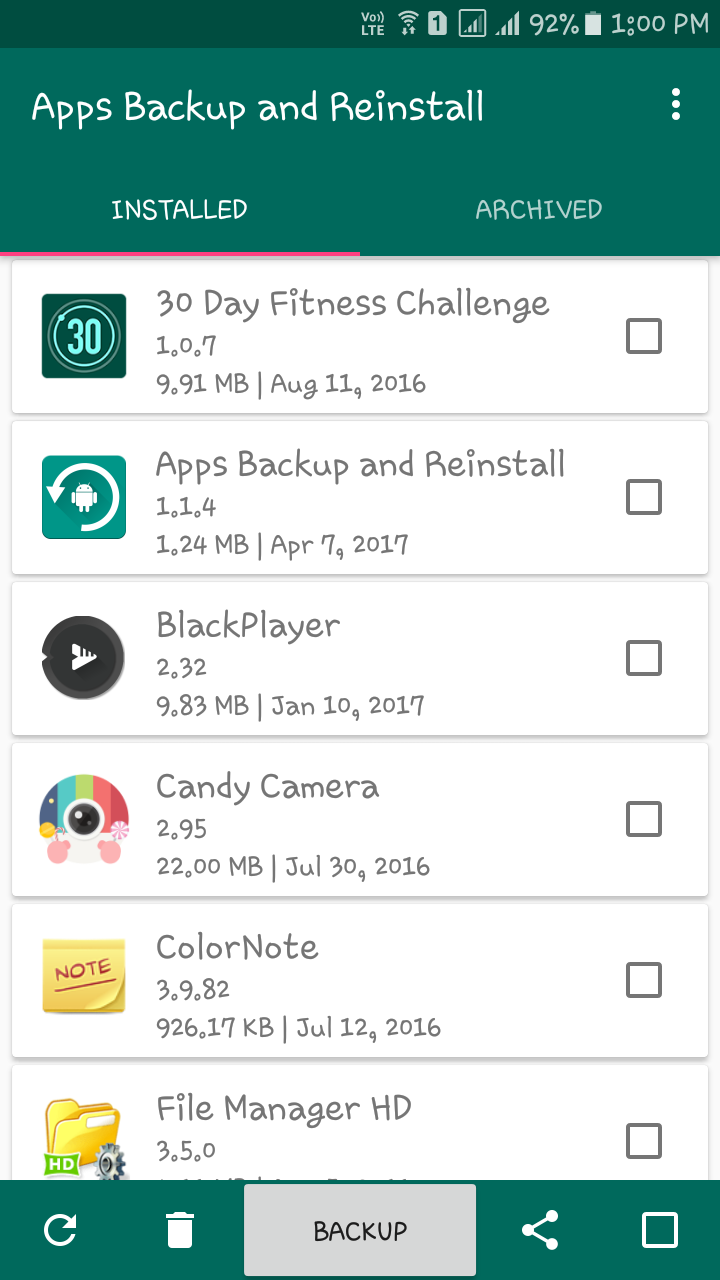 Vo)) LTE 1 92% 1:00 PM
Apps Backup and Reinstall
INSTALLED ARCHIVED
30
30 Day Fitness Challenge
1.0.7
9.91 MB | Aug 11, 2016
Apps Backup and Reinstall
1.1.4
1.24 MB | Apr 7, 2017
BlackPlayer
2.32
9.83 MB | Jan 10, 2017
Candy Camera
2.95
22.00 MB | Jul 30, 2016
NOTE
ColorNote
3.9.82
926.17 KB | Jul 12, 2016
HD
File Manager HD
3.5.0
BACKUP